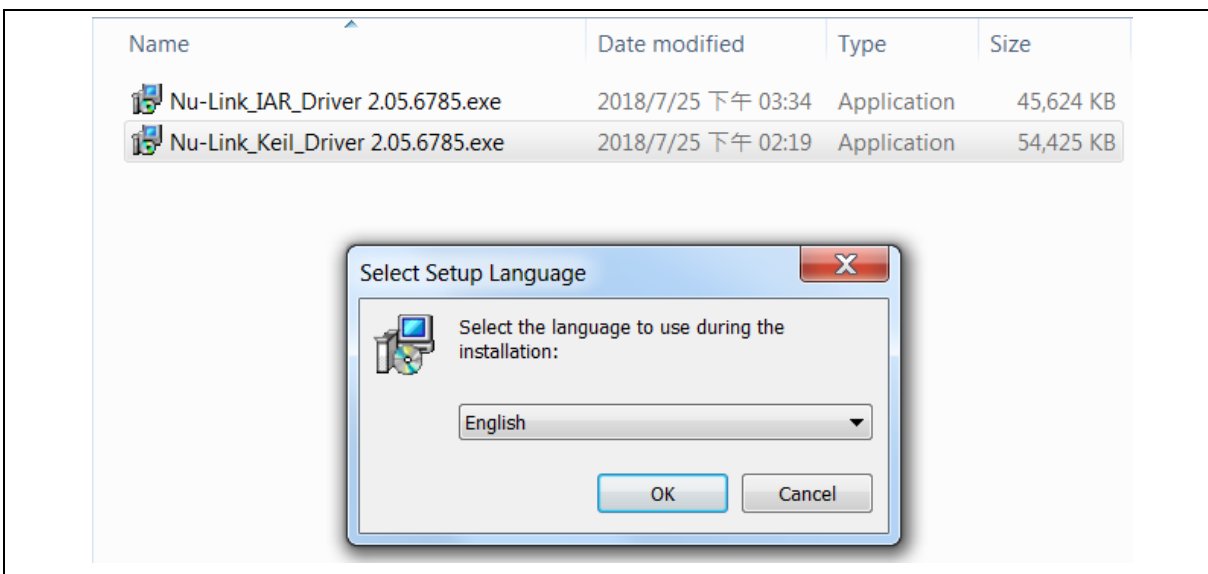 Name Date modified Type Size
Nu-Link_IAR_Driver 2.05.6785.exe 2018/7/25 下午 03:34 Application 45,624 KB
Nu-Link_Keil_Driver 2.05.6785.exe 2018/7/25 下午 02:19 Application 54,425 KB
Select Setup Language
Select the language to use during the
installation:
English
OK Cancel